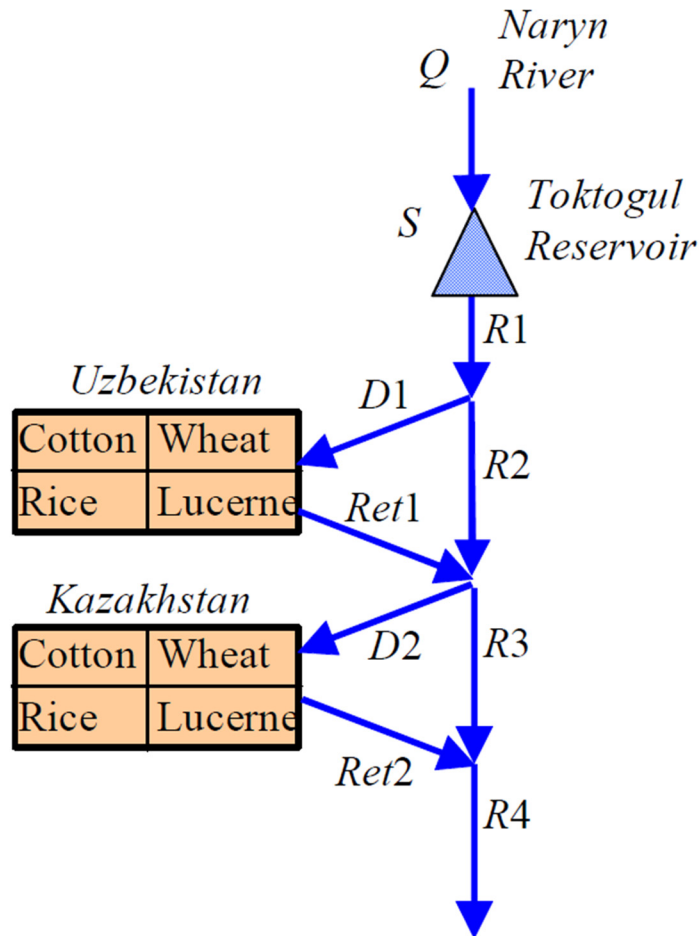 Naryn
River
Q
Toktogul
Reservoir
S
R1
Uzbekistan
D1
Cotton Wheat
R2
Rice Lucerne
Ret1
Kazakhstan
D2
R3
Cotton Wheat
Rice Lucerne
Ret2
R4